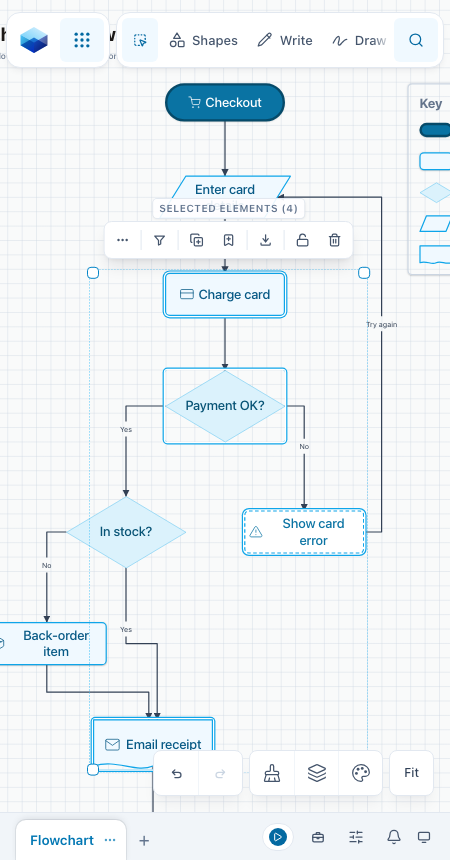 Shapes
Write
Draw
Checkout
Key
Enter card
SELECTED ELEMENTS (4)
Charge card
Try again
Payment OK?
Yes
No
In stock?
Show card
error
No
Back-order
item
Yes
Email receipt
Fit
Flowchart